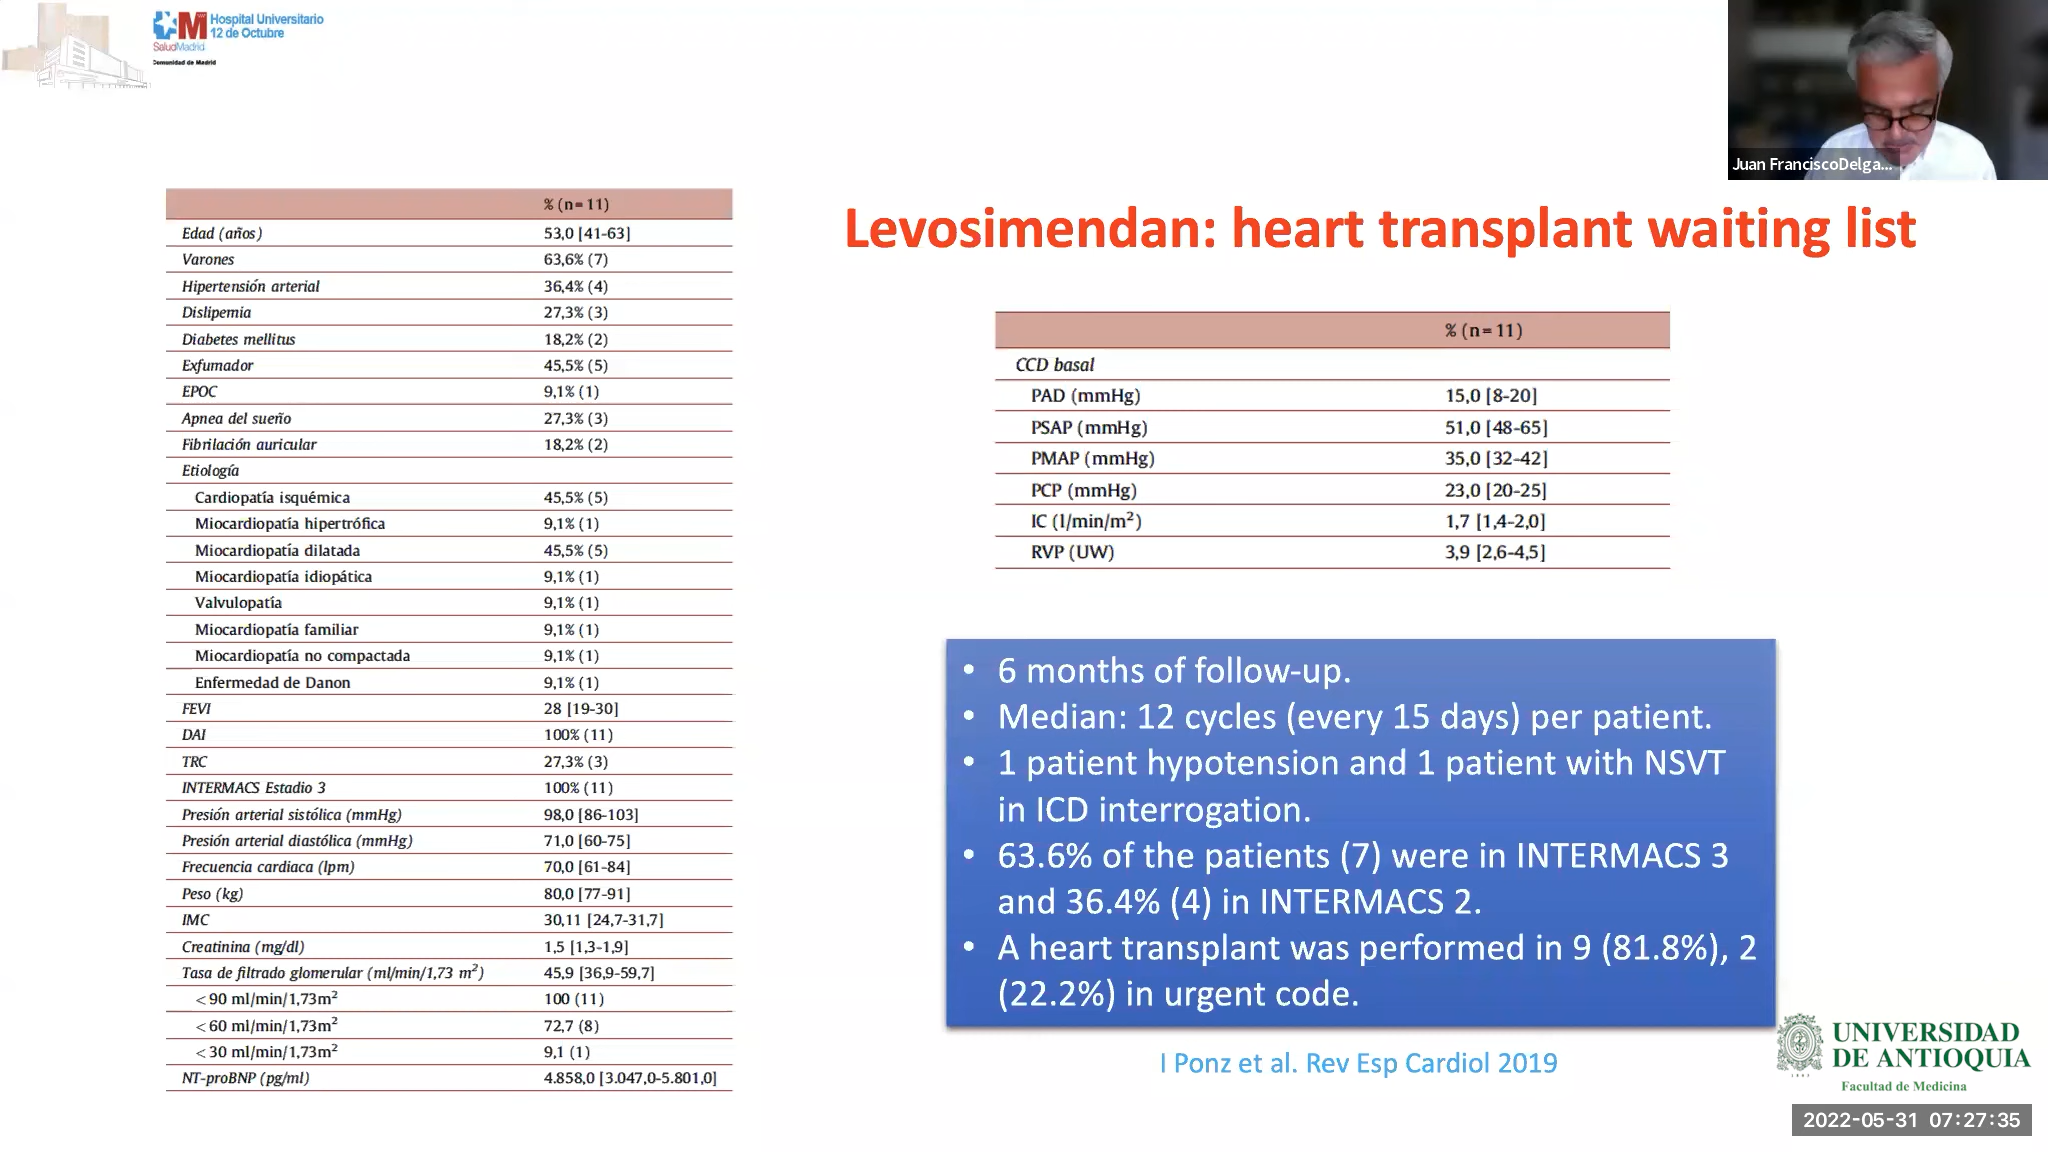 Hospital Universitario
12 de Octubre
SaludMadrid
Comunidad de Madrid
Juan FranciscoDelga...
Levosimendan: heart transplant waiting list
% (n=11)
Edad (años) 53,0 [41-63]
Varones 63,6% (7)
Hipertensión arterial 36,4% (4)
Dislipemia 27,3% (3)
Diabetes mellitus 18,2% (2)
Exfumador 45,5% (5)
EPOC 9,1% (1)
Apnea del sueño 27,3% (3)
Fibrilación auricular 18,2% (2)
Etiología
Cardiopatía isquémica 45,5% (5)
Miocardiopatía hipertrófica 9,1% (1)
Miocardiopatía dilatada 45,5% (5)
Miocardiopatía idiopática 9,1% (1)
Valvulopatía 9,1% (1)
Miocardiopatía familiar 9,1% (1)
Miocardiopatía no compactada 9,1% (1)
Enfermedad de Danon 9,1% (1)
FEVI 28 [19-30]
DAI 100% (11)
TRC 27,3% (3)
INTERMACS Estadio 3 100% (11)
Presión arterial sistólica (mmHg) 98,0 [86-103]
Presión arterial diastólica (mmHg) 71,0 [60-75]
Frecuencia cardiaca (lpm) 70,0 [61-84]
Peso (kg) 80,0 [77-91]
IMC 30,11 [24,7-31,7]
Creatinina (mg/dl) 1,5 [1,3-1,9]
Tasa de filtrado glomerular (ml/min/1,73 m²) 45,9 [36,9-59,7]
<90 ml/min/1,73m² 100 (11)
<60 ml/min/1,73m² 72,7 (8)
<30 ml/min/1,73m² 9,1 (1)
NT-proBNP (pg/ml) 4.858,0 [3.047,0-5.801,0]
% (n=11)
CCD basal
PAD (mmHg) 15,0 [8-20]
PSAP (mmHg) 51,0 [48-65]
PMAP (mmHg) 35,0 [32-42]
PCP (mmHg) 23,0 [20-25]
IC (l/min/m²) 1,7 [1,4-2,0]
RVP (UW) 3,9 [2,6-4,5]
• 6 months of follow-up.
• Median: 12 cycles (every 15 days) per patient.
• 1 patient hypotension and 1 patient with NSVT
in ICD interrogation.
• 63.6% of the patients (7) were in INTERMACS 3
and 36.4% (4) in INTERMACS 2.
• A heart transplant was performed in 9 (81.8%), 2
(22.2%) in urgent code.
I Ponz et al. Rev Esp Cardiol 2019
UNIVERSIDAD
DE ANTIOQUIA
Facultad de Medicina
2022-05-31 07:27:35